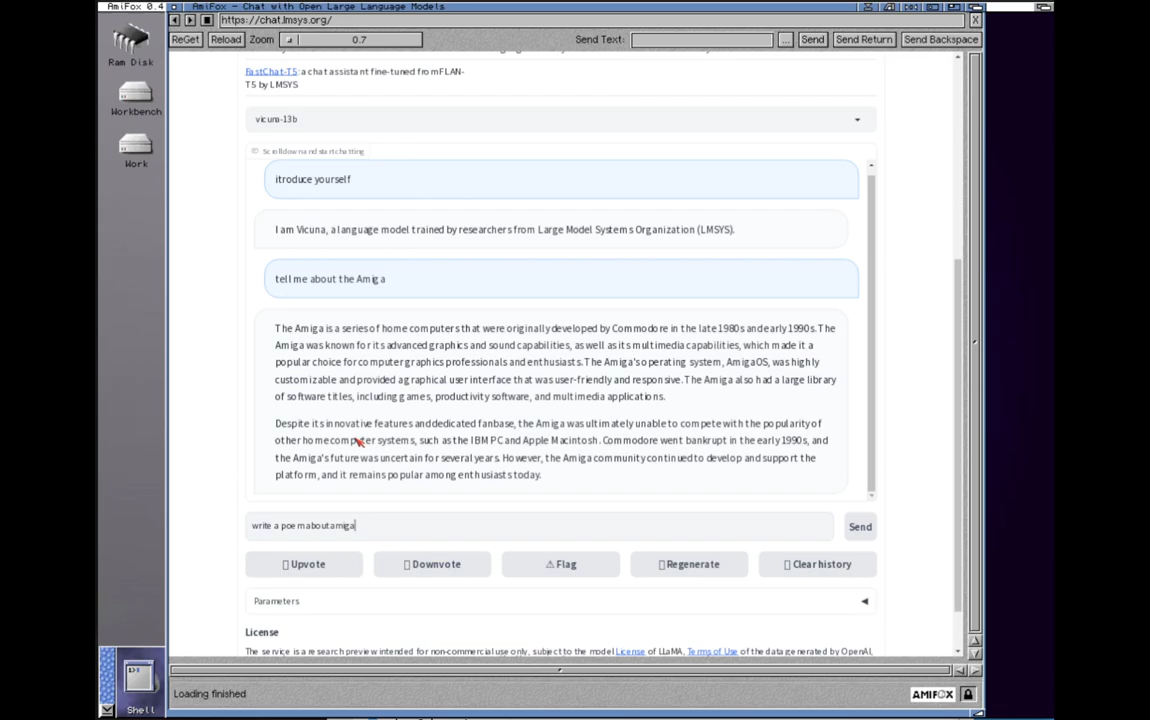 AmiFox 0.4
AmiFox - Chat with Open Large Language Models
https://chat.lmsys.org/
X
ReGet
Reload
Zoom
0.7
Send Text:
...
Send
Send Return
Send Backspace
Ram Disk
Workbench
Work
FastChat-T5: a chat assistant fine-tuned from FLAN-
T5 by LMSYS
vicuna-13b
Scroll down and start chatting
itroduce yourself
I am Vicuna, a language model trained by researchers from Large Model Systems Organization (LMSYS).
tell me about the Amiga
The Amiga is a series of home computers that were originally developed by Commodore in the late 1980s and early 1990s. The
Amiga was known for its advanced graphics and sound capabilities, as well as its multimedia capabilities, which made it a
popular choice for computer graphics professionals and enthusiasts. The Amiga's operating system, AmigaOS, was highly
customizable and provided a graphical user interface that was user-friendly and responsive. The Amiga also had a large library
of software titles, including games, productivity software, and multimedia applications.
Despite its innovative features and dedicated fanbase, the Amiga was ultimately unable to compete with the popularity of
other home computer systems, such as the IBM PC and Apple Macintosh. Commodore went bankrupt in the early 1990s, and
the Amiga's future was uncertain for several years. However, the Amiga community continued to develop and support the
platform, and it remains popular among enthusiasts today.
write a poem about amiga
Send
Upvote
Downvote
⚠ Flag
Regenerate
Clear history
Parameters
License
The service is a research preview intended for non-commercial use only, subject to the model License of LLaMA, Terms of Use of the data generated by OpenAI,
Loading finished
AMIFOX
Shell